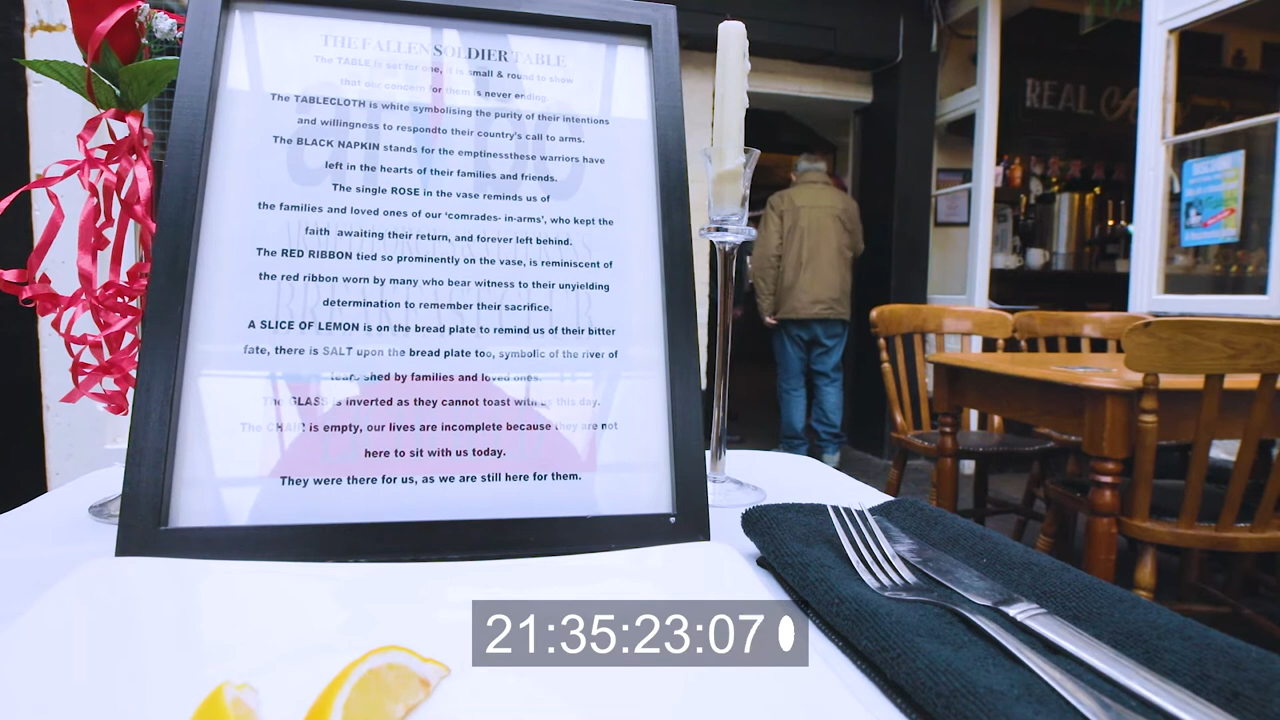 THE FALLEN SOLDIER TABLE
The TABLE is set for one, it is small & round to show
that our concern for them is never ending.
The TABLECLOTH is white symbolising the purity of their intentions
and willingness to respondto their country's call to arms.
The BLACK NAPKIN stands for the emptinessthese warriors have
left in the hearts of their families and friends.
The single ROSE in the vase reminds us of
the families and loved ones of our 'comrades- in-arms', who kept the
faith awaiting their return, and forever left behind.
The RED RIBBON tied so prominently on the vase, is reminiscent of
the red ribbon worn by many who bear witness to their unyielding
determination to remember their sacrifice.
A SLICE OF LEMON is on the bread plate to remind us of their bitter
fate, there is SALT upon the bread plate too, symbolic of the river of
tears shed by families and loved ones.
The GLASS is inverted as they cannot toast with us this day.
The CHAIR is empty, our lives are incomplete because they are not
here to sit with us today.
They were there for us, as we are still here for them.
REAL
21:35:23:07